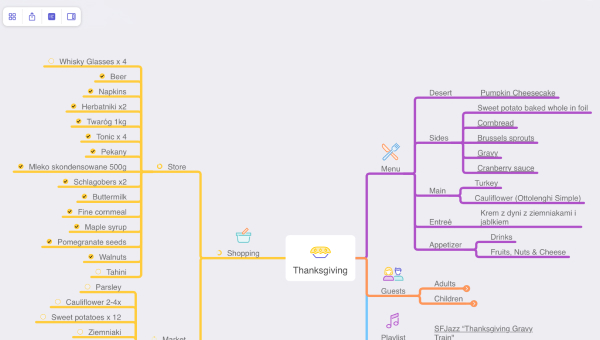 Whisky Glasses x 4
Beer
Napkins
Herbatniki x2
Twaróg 1kg
Tonic x 4
Pekany
Mleko skondensowane 500g
Schlagobers x2
Buttermilk
Fine cornmeal
Maple syrup
Pomegranate seeds
Walnuts
Tahini
Store
Parsley
Cauliflower 2-4x
Sweet potatoes x 12
Ziemniaki
Market
Shopping
Thanksgiving
Menu
Desert
Pumpkin Cheesecake
Sides
Sweet potato baked whole in foil
Cornbread
Brussels sprouts
Gravy
Cranberry sauce
Main
Turkey
Cauliflower (Ottolenghi Simple)
Entreé
Krem z dyni z ziemniakami i
jabłkiem
Appetizer
Drinks
Fruits, Nuts & Cheese
Guests
Adults
Children
Playlist
SFJazz "Thanksgiving Gravy
Train"